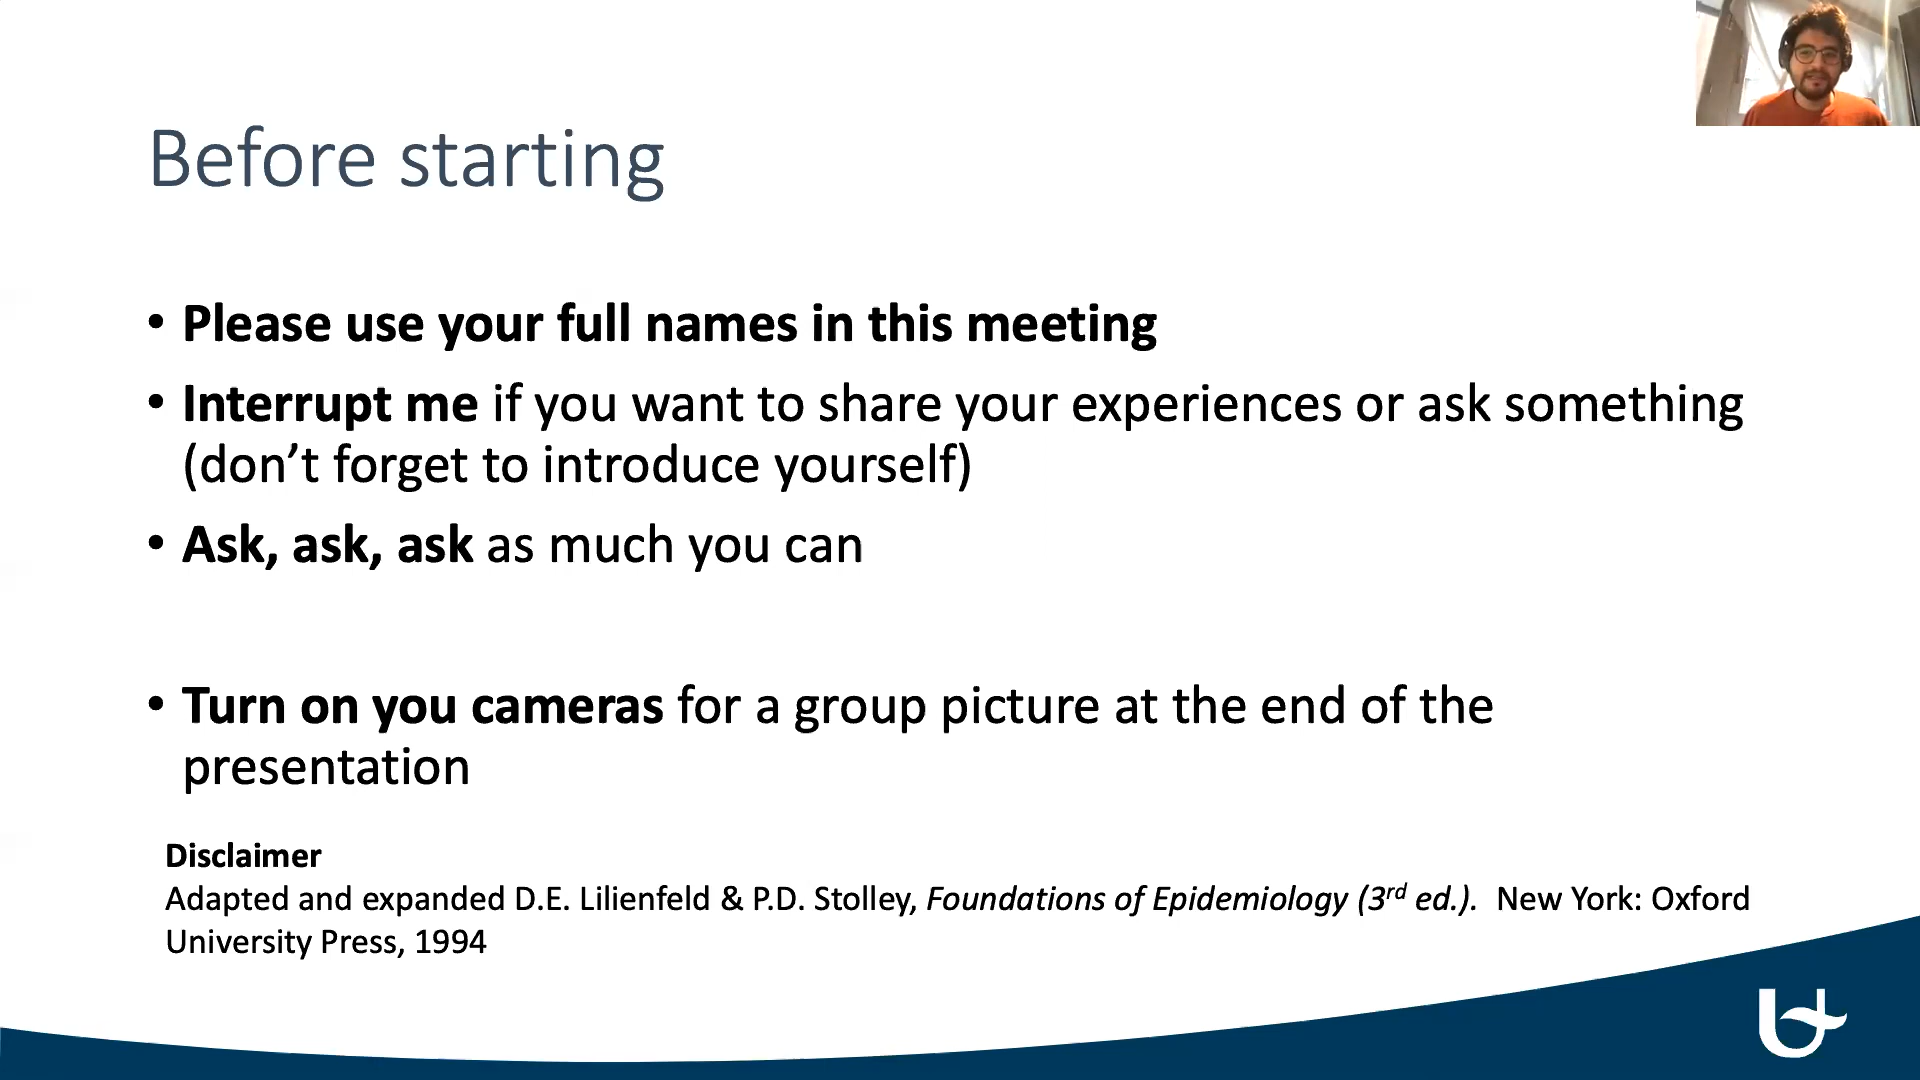 Before starting
• Please use your full names in this meeting
• Interrupt me if you want to share your experiences or ask something
(don’t forget to introduce yourself)
• Ask, ask, ask as much you can
• Turn on you cameras for a group picture at the end of the
presentation
Disclaimer
Adapted and expanded D.E. Lilienfeld & P.D. Stolley, Foundations of Epidemiology (3rd ed.). New York: Oxford
University Press, 1994